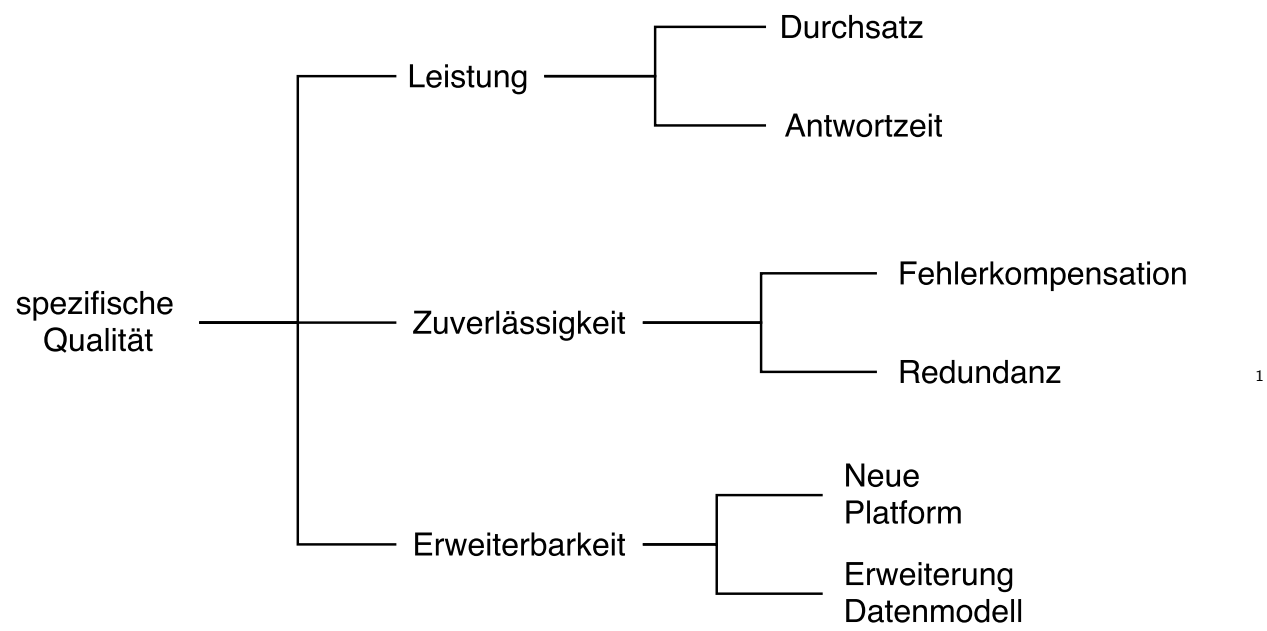 Durchsatz
Leistung
Antwortzeit
Fehlerkompensation
spezifische
Qualität
Zuverlässigkeit
Redundanz
1
Neue
Platform
Erweiterbarkeit
Erweiterung
Datenmodell